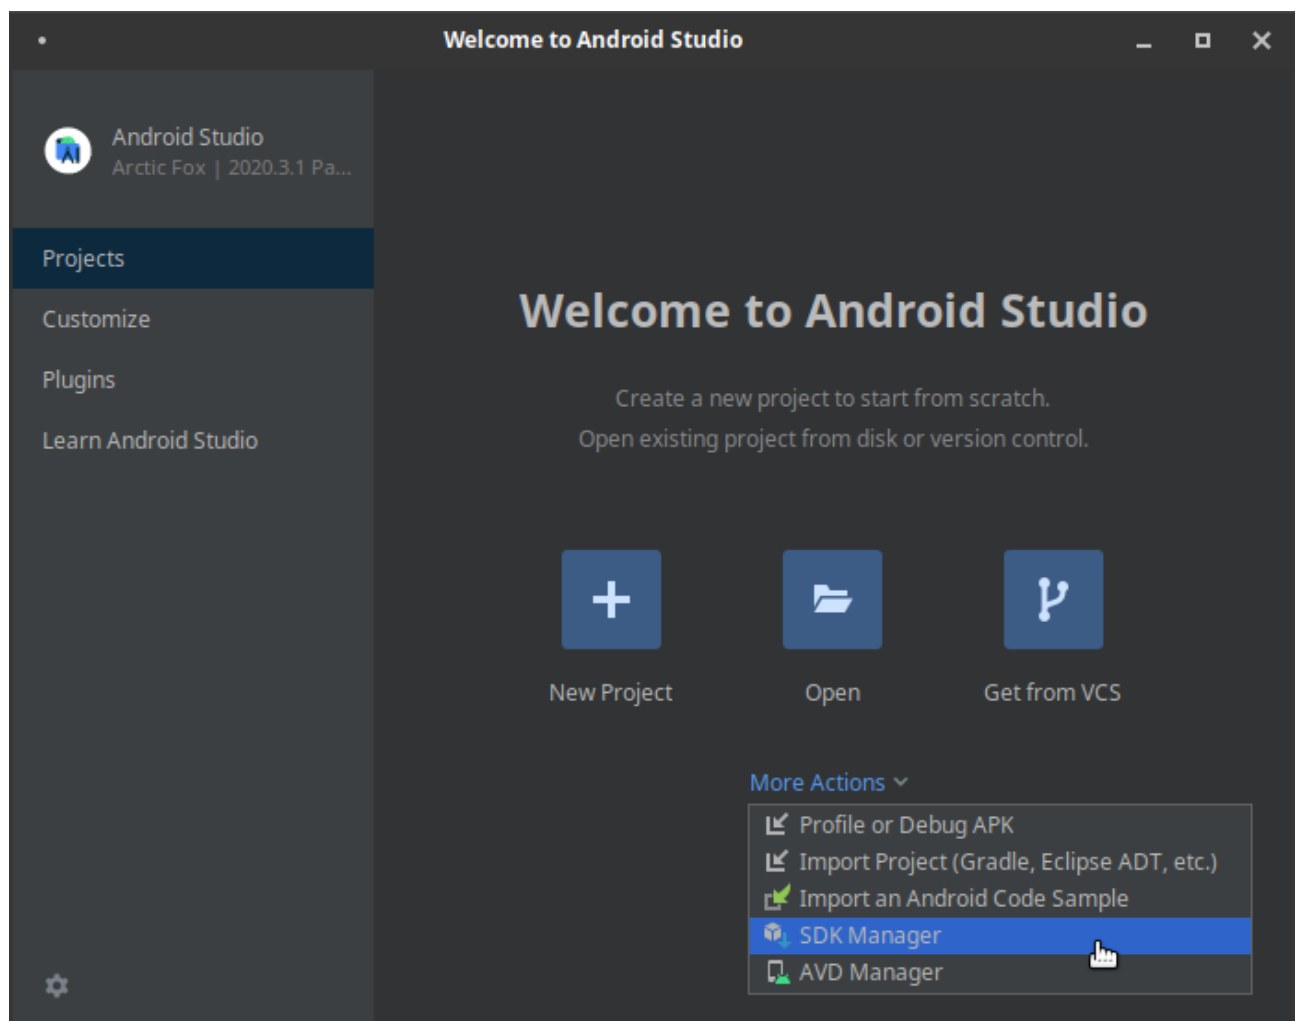 Welcome to Android Studio
Android Studio
Arctic Fox | 2020.3.1 Pa...
Projects
Customize
Plugins
Learn Android Studio
Welcome to Android Studio
Create a new project to start from scratch.
Open existing project from disk or version control.
New Project
Open
Get from VCS
More Actions
Profile or Debug APK
Import Project (Gradle, Eclipse ADT, etc.)
Import an Android Code Sample
SDK Manager
AVD Manager